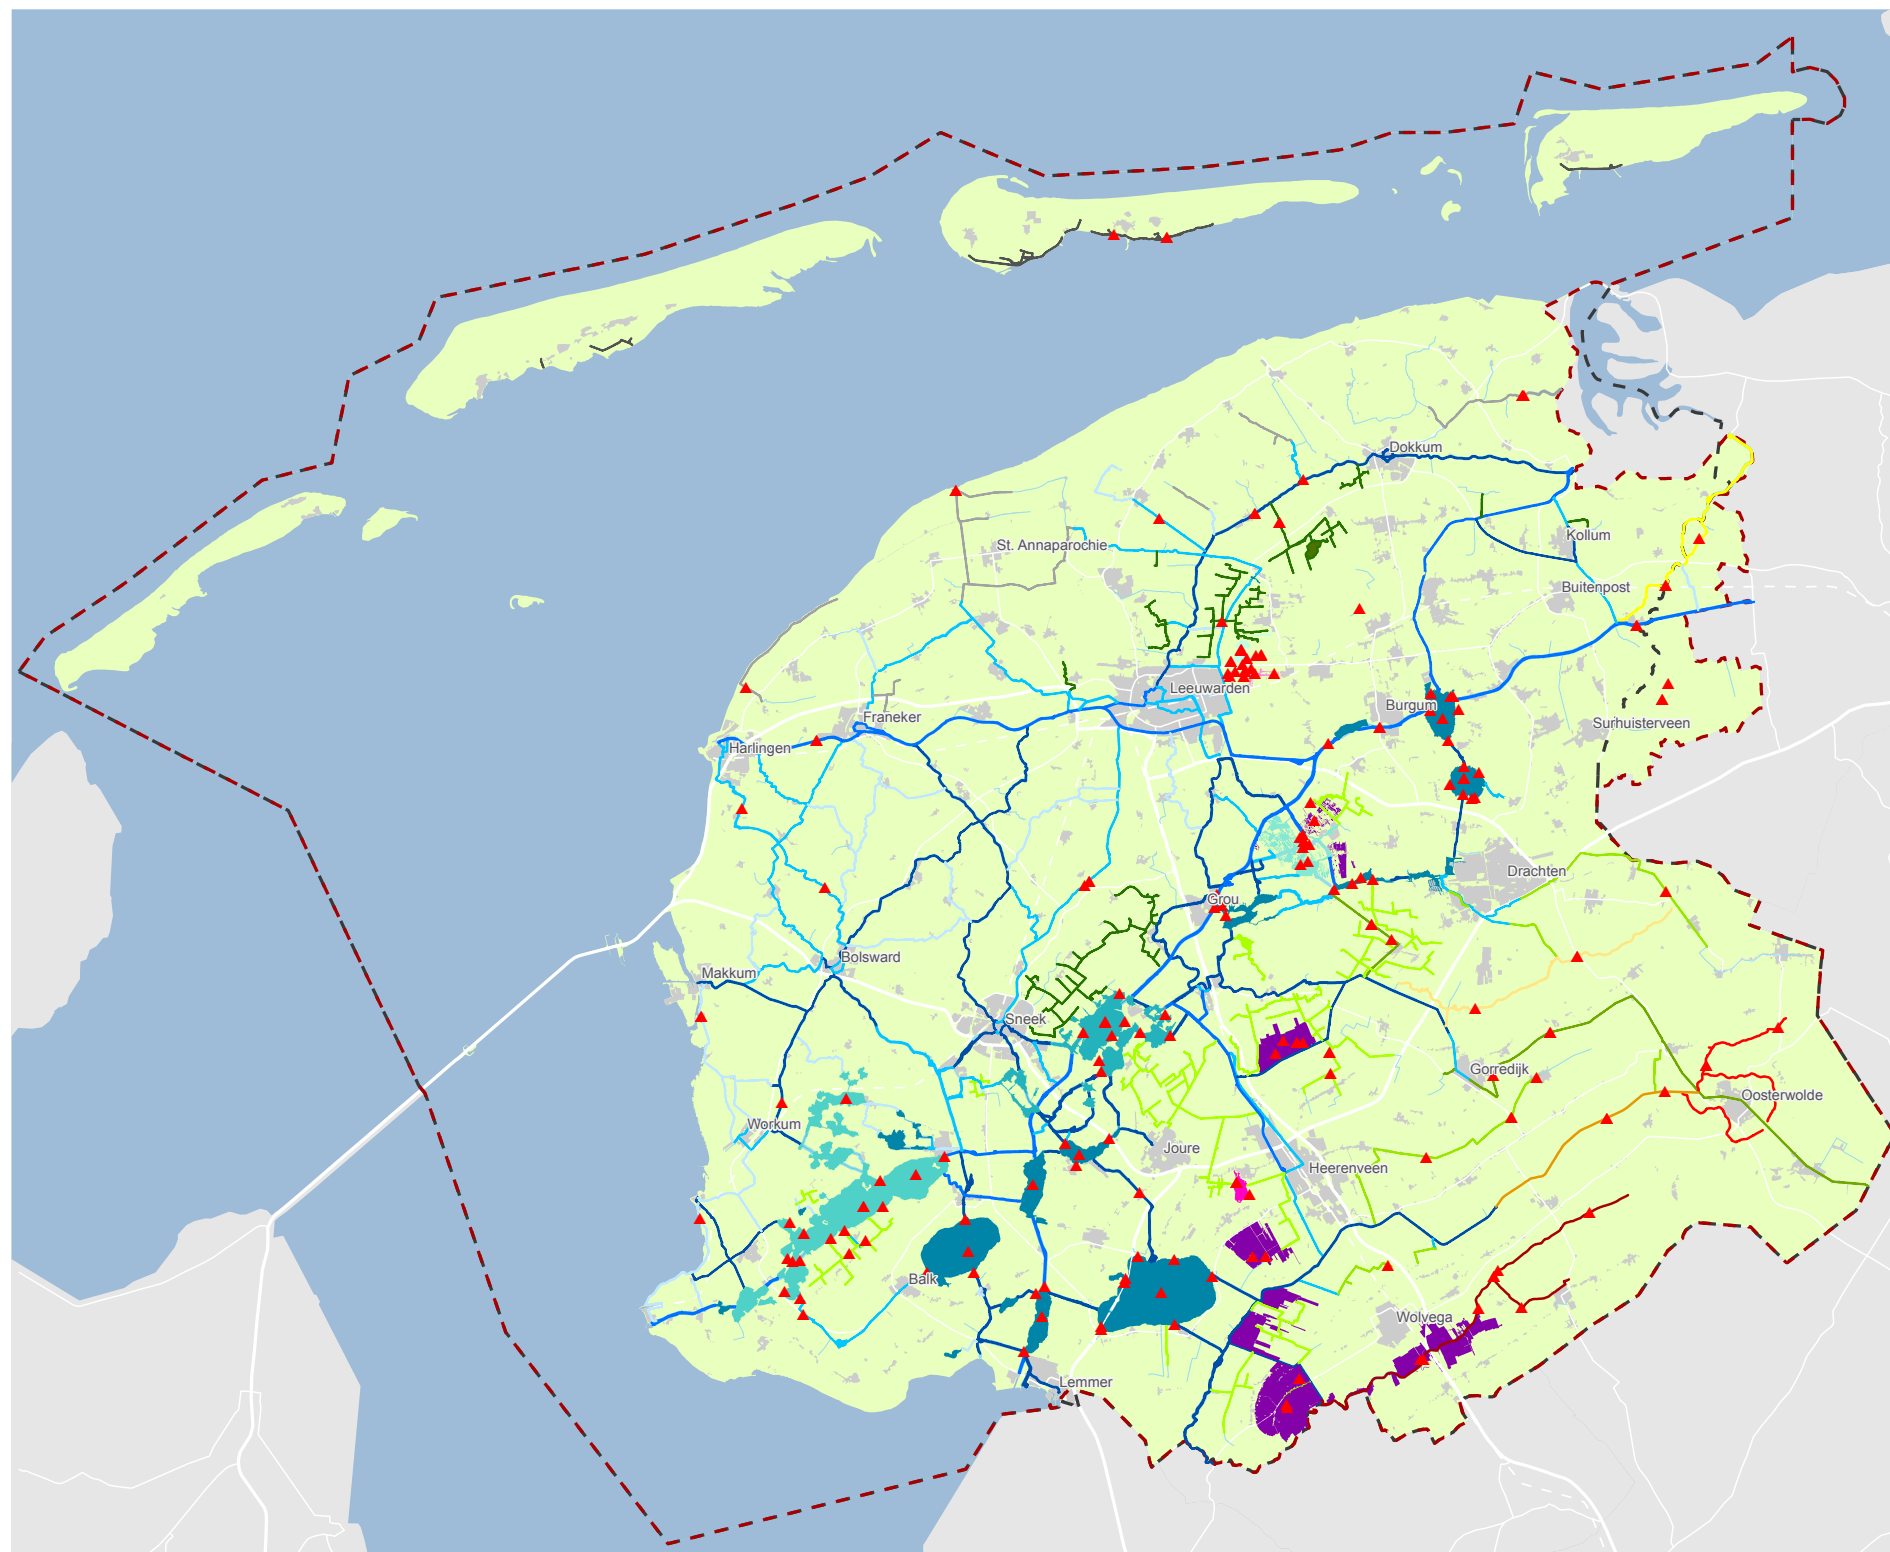 Dokkum
Kollum
St. Annaparochie
Buitenpost
Leeuwarden
Burgum
Franeker
Surhuisterveen
Harlingen
Drachten
Grou
Bolsward
Makkum
Sneek
Gorredijk
Oosterwolde
Workum
Joure
Heerenveen
Balk
Wolvega
Lemmer